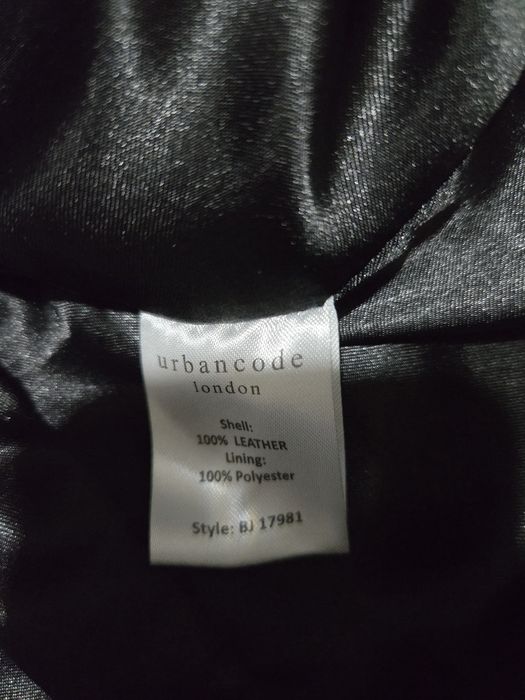 urbancode
london
Shell:
100% LEATHER
Lining:
100% Polyester
Style: BJ 17981